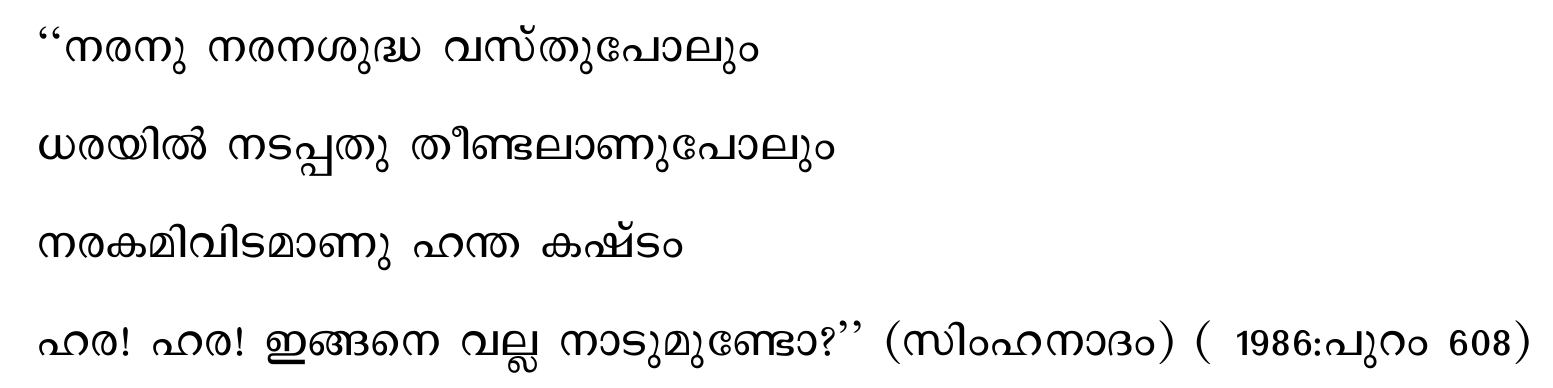 ‘‘നരനു നരനശുദ്ധ വസ്തുപോലും
ധരയിൽ നടപ്പതു തീണ്ടലാണുപോലും
നരകമിവിടമാണു ഹന്ത കഷ്ടം
ഹര! ഹര! ഇങ്ങനെ വല്ല നാടുമുണ്ടോ?’’ (സിംഹനാദം) ( 1986:പുറം 608)